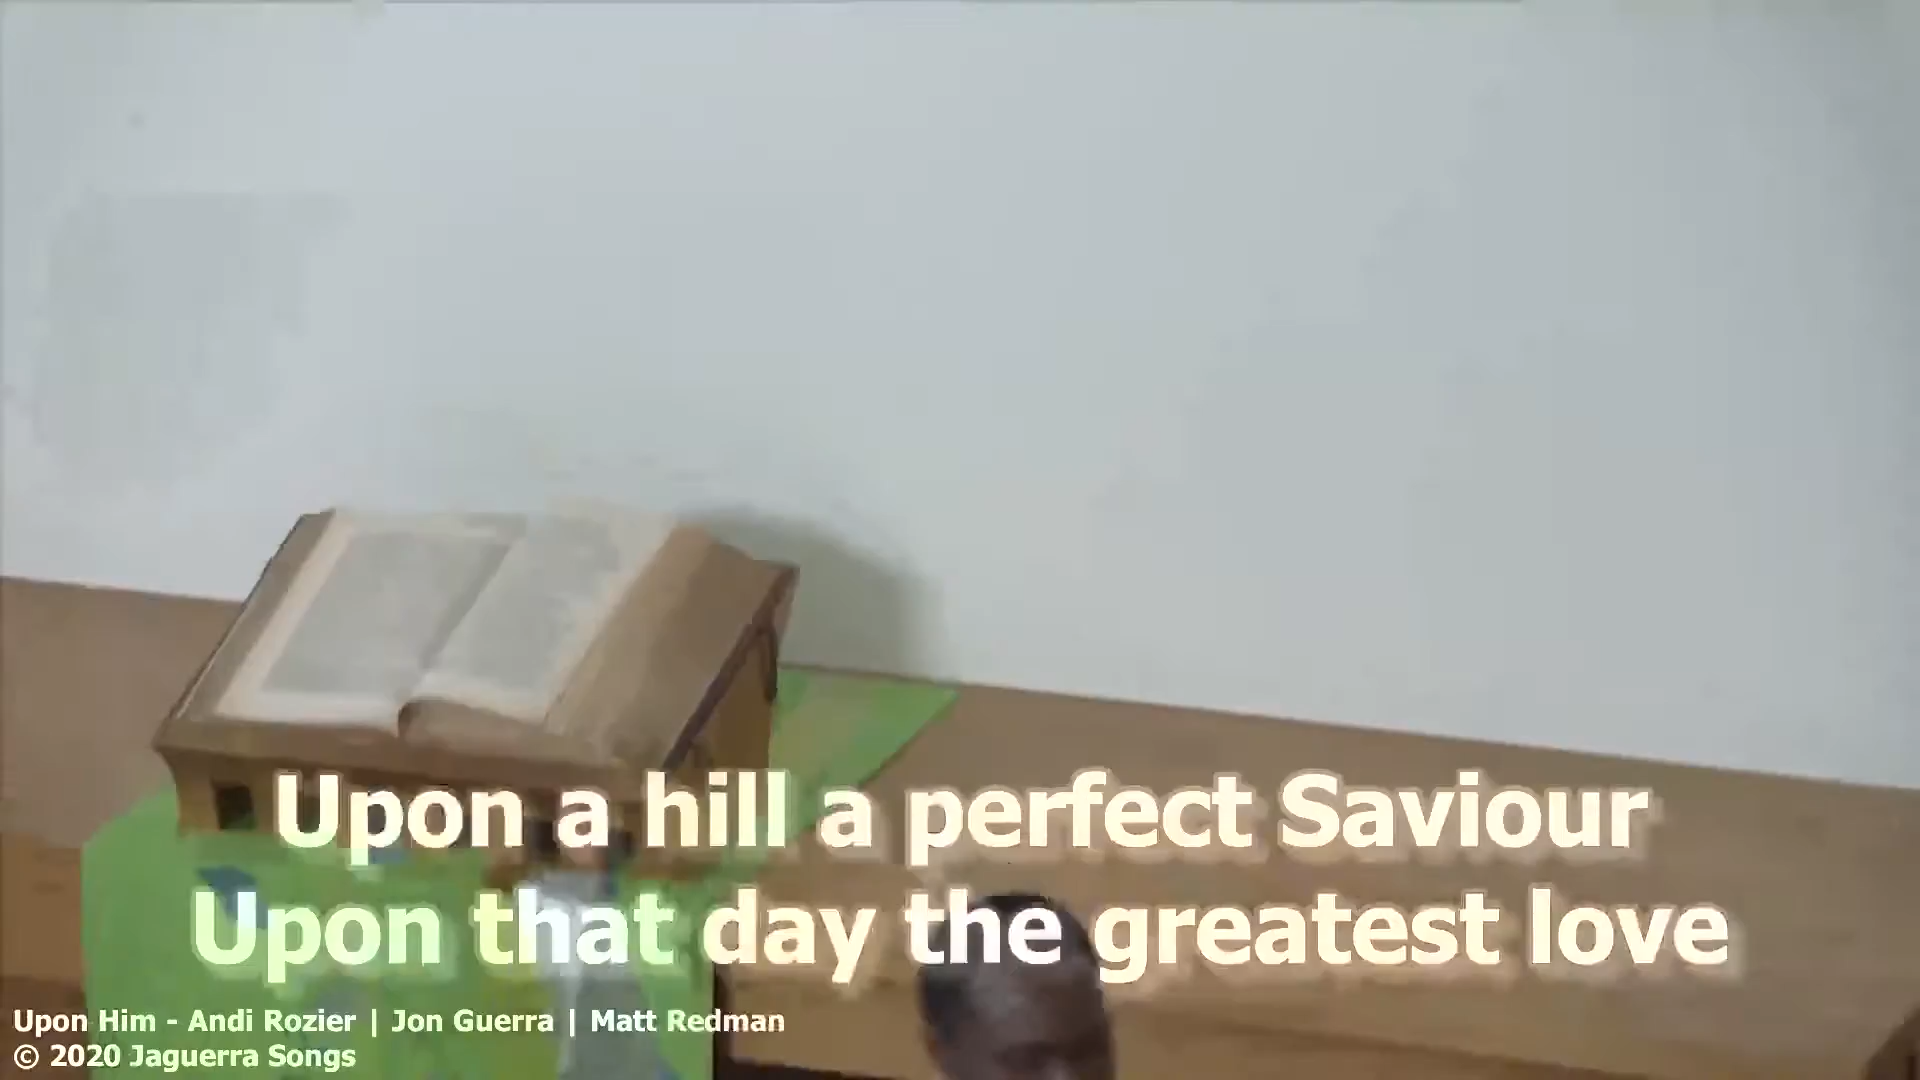 Upon a hill a perfect Saviour
Upon that day the greatest love
Upon Him - Andi Rozier | Jon Guerra | Matt Redman
© 2020 Jaguerra Songs